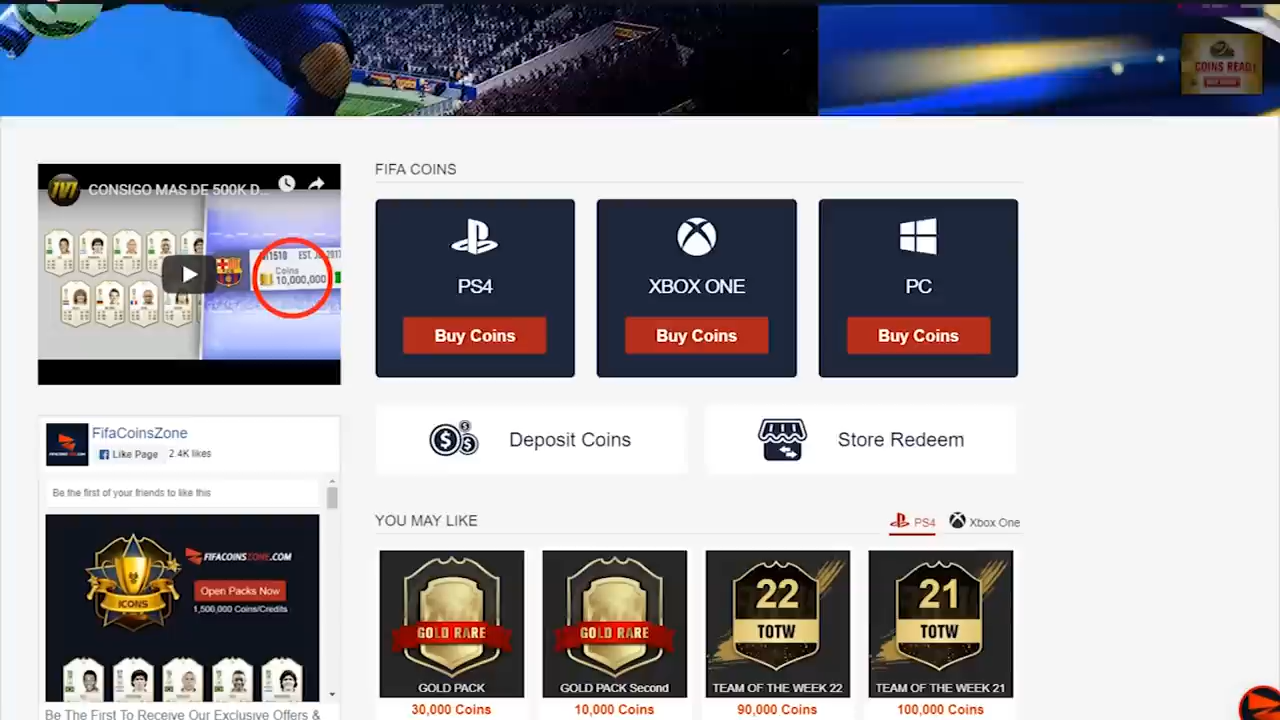 COINS READY
CONSIGO MAS DE 500K D...
EST. JUL 2017
Coins
10,000,000
FIFA COINS
PS4
Buy Coins
XBOX ONE
Buy Coins
PC
Buy Coins
Deposit Coins
Store Redeem
FifaCoinsZone
Like Page
2.4K likes
Be the first of your friends to like this
FIFACOINSZONE.COM
Open Packs Now
1,500,000 Coins/Credits
ICONS
Be The First To Receive Our Exclusive Offers &
YOU MAY LIKE
PS4
Xbox One
GOLD RARE
GOLD PACK
30,000 Coins
GOLD RARE
GOLD PACK Second
10,000 Coins
22
TOTW
TEAM OF THE WEEK 22
90,000 Coins
21
TOTW
TEAM OF THE WEEK 21
100,000 Coins